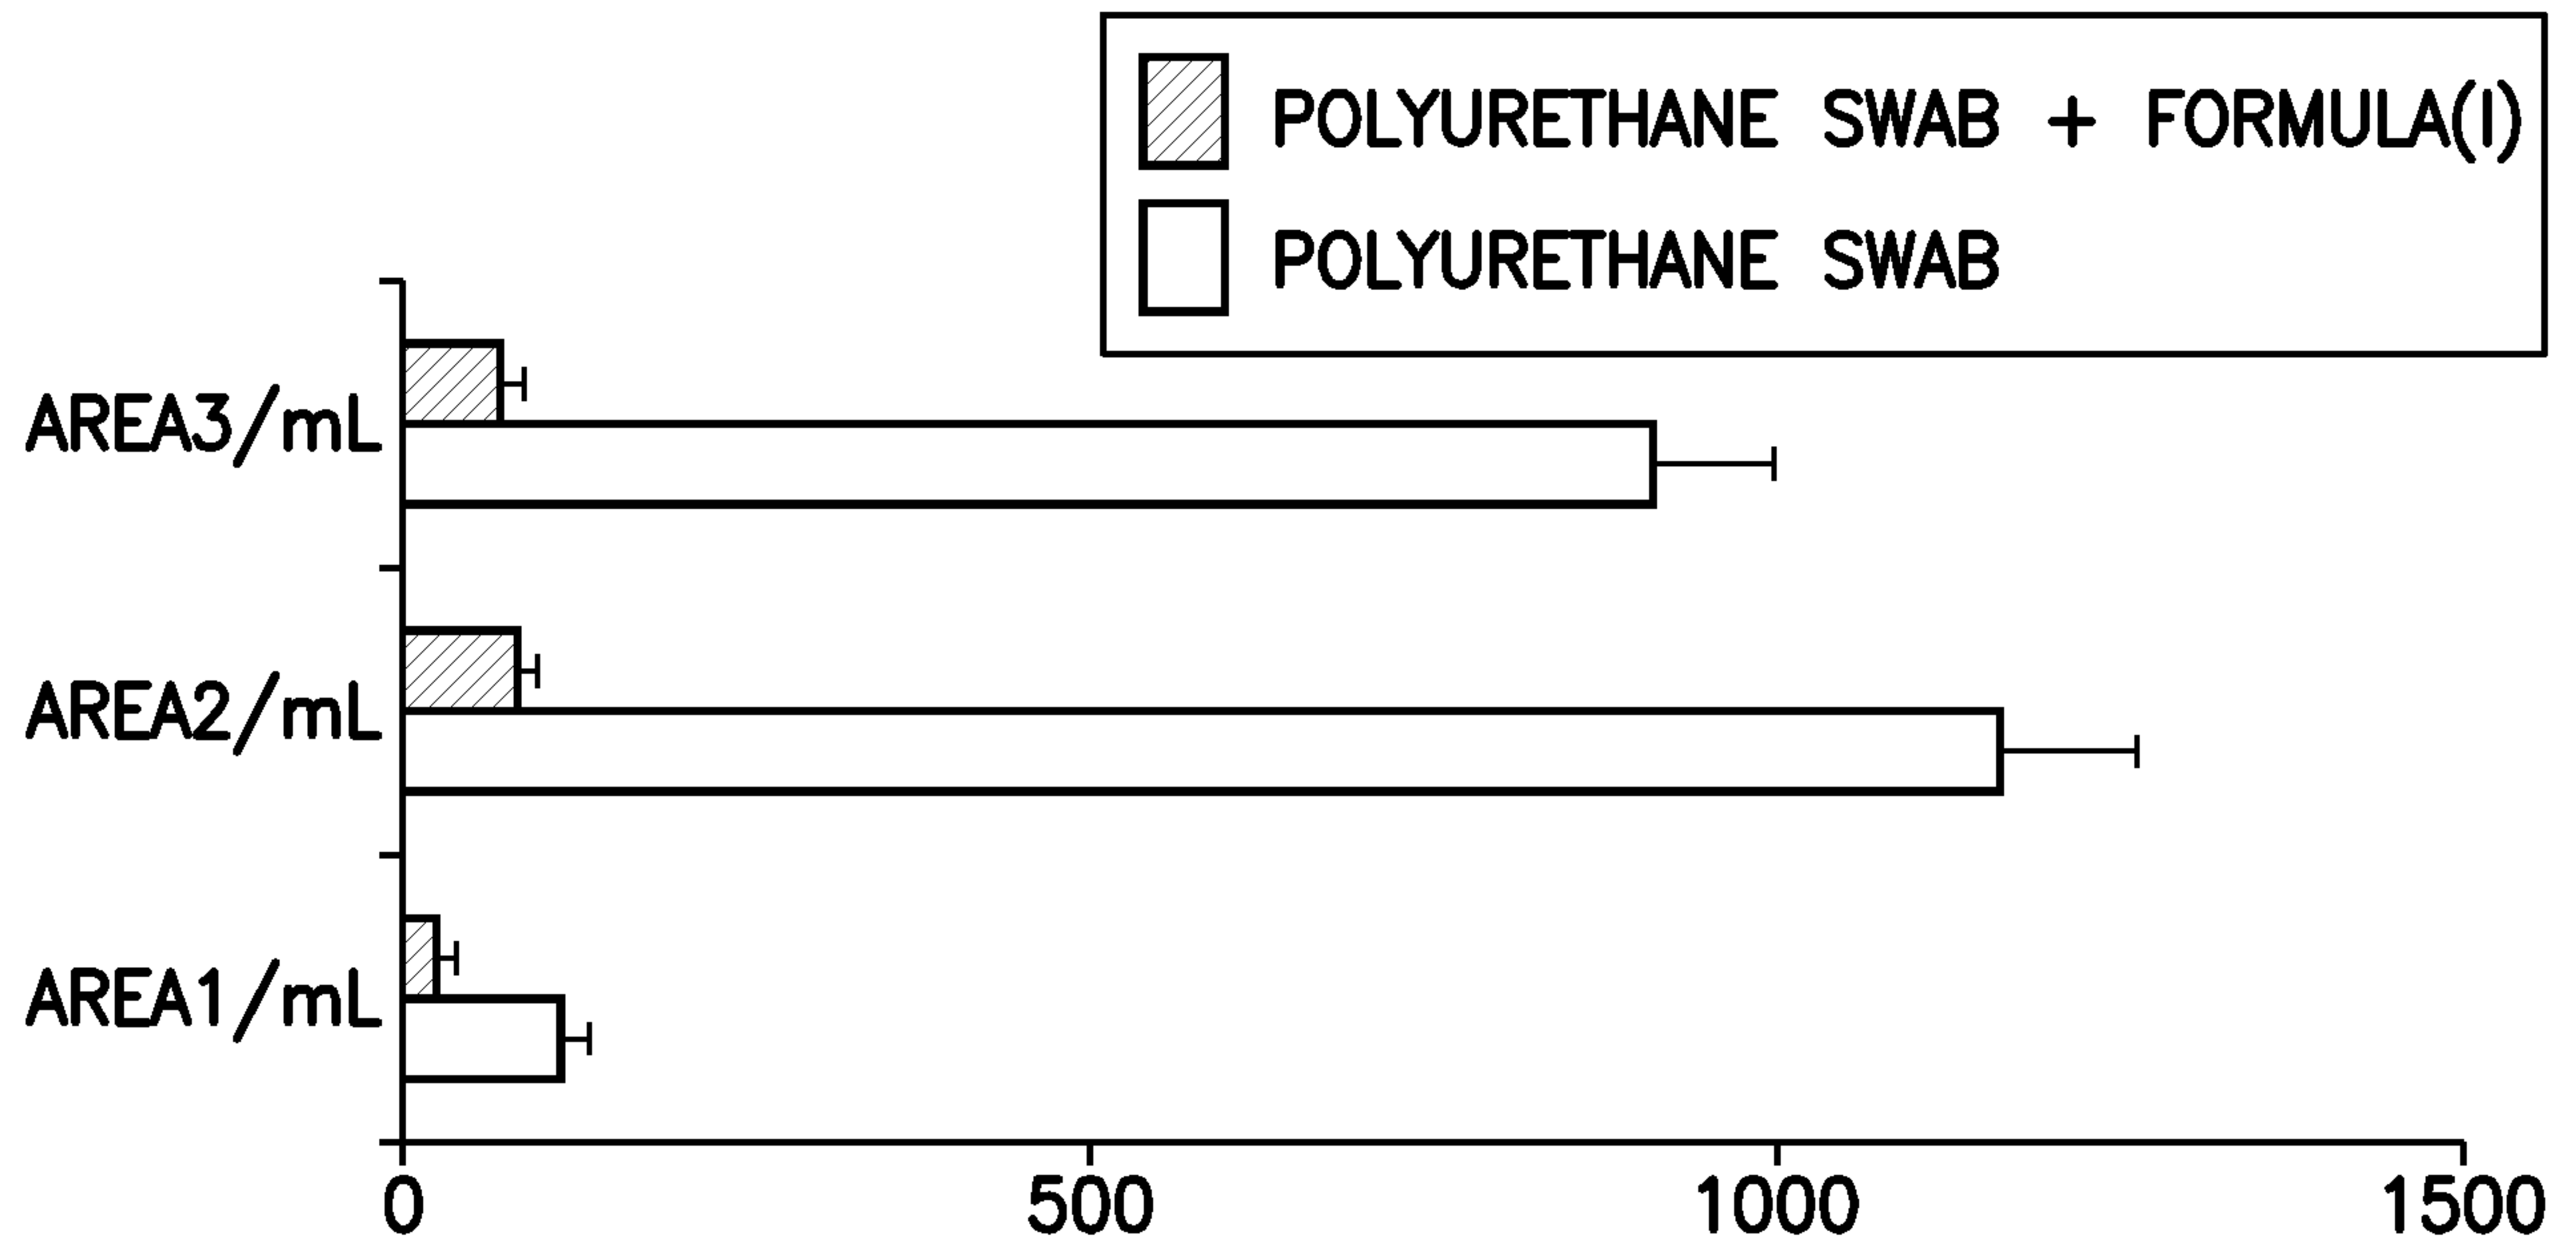 POLYURETHANE SWAB + FORMULA(I)
POLYURETHANE SWAB
AREA3/mL
AREA2/mL
AREA1/mL
0 500 1000 1500